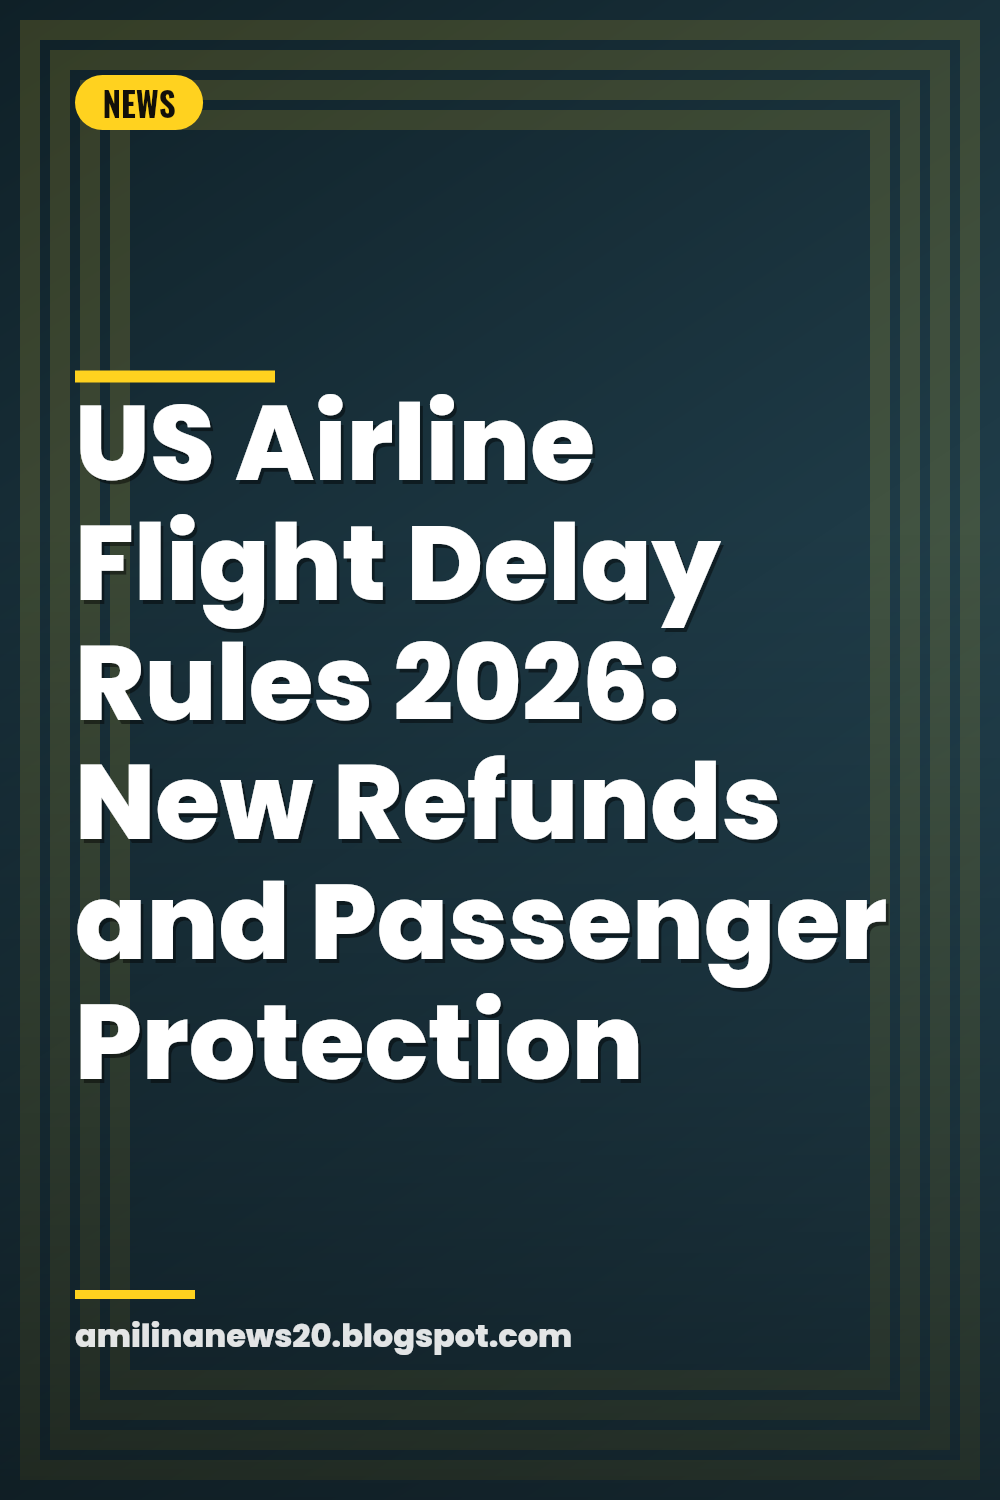 NEWS
US Airline
Flight Delay
Rules 2026:
New Refunds
and Passenger
Protection
amilinanews20.blogspot.com